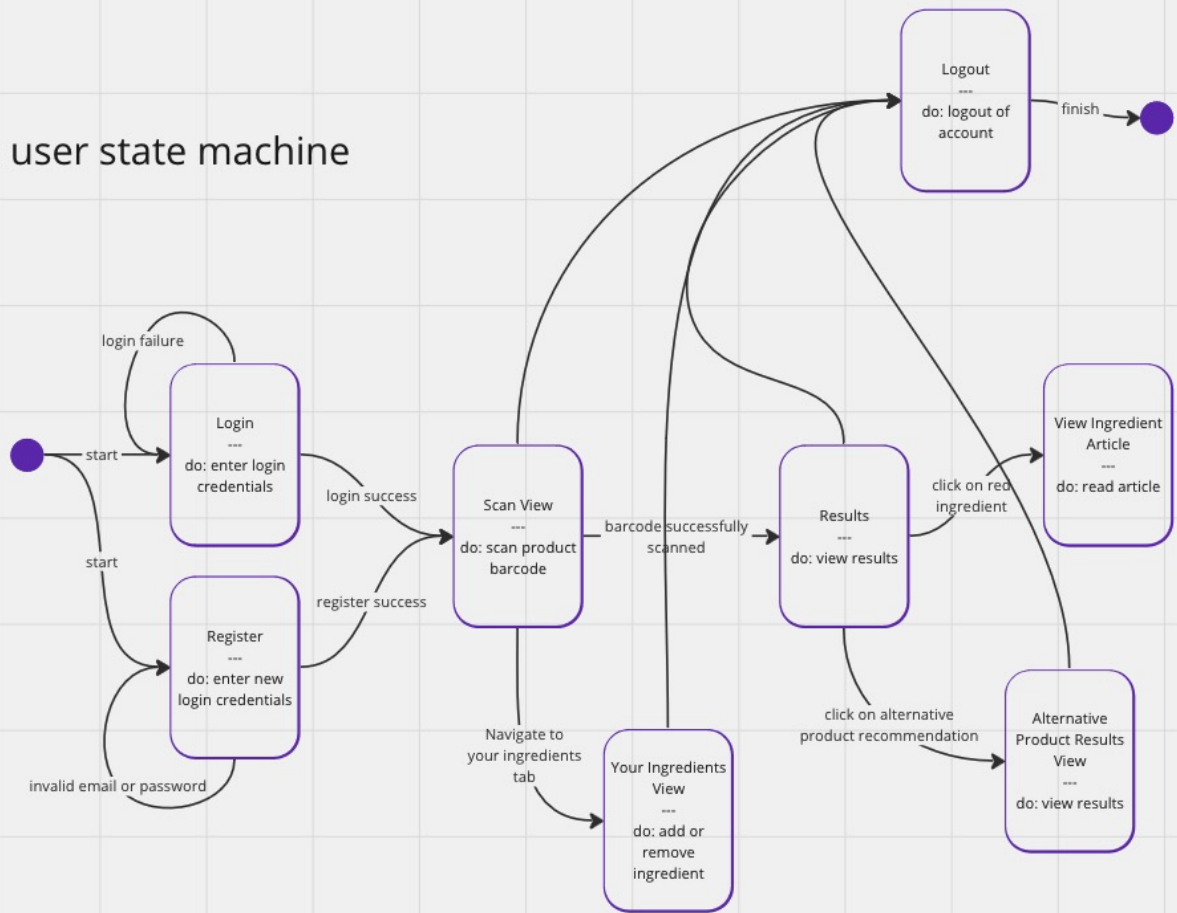 user state machine
Logout
---
do: logout of
account
finish
login failure
Login
---
do: enter login
credentials
start
start
login success
Register
---
do: enter new
login credentials
register success
invalid email or password
Scan View
---
do: scan product
barcode
barcode successfully
scanned
Navigate to
your ingredients
tab
Your Ingredients
View
---
do: add or
remove
ingredient
Results
---
do: view results
click on red
ingredient
View Ingredient
Article
---
do: read article
click on alternative
product recommendation
Alternative
Product Results
View
---
do: view results